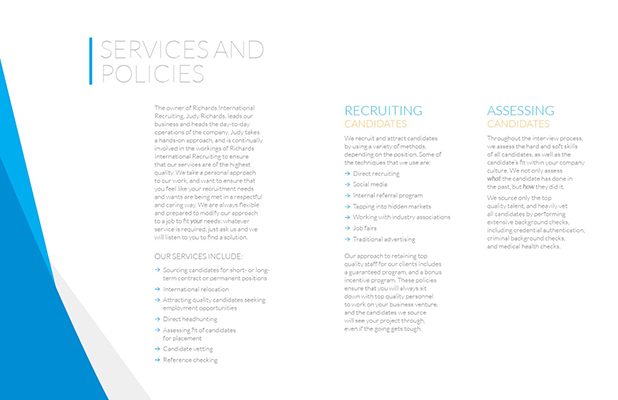 SERVICES AND
POLICIES
The owner of Richards International
Recruiting, Judy Richards, leads our
business and heads the day-to-day
operations of the company. Judy takes
a hands-on approach, and is continually
involved in the workings of Richards
International Recruiting to ensure
that our services are of the highest
quality. We take a personal approach
to our work, and want to ensure that
you feel like your recruitment needs
and wants are being met in a respectful
and caring way. We are always flexible
and prepared to modify our approach
to a job to fit your needs; whatever
service is required, just ask us and we
will listen to you to find a solution.
OUR SERVICES INCLUDE:
→ Sourcing candidates for short- or long-
term contract or permanent positions
→ International relocation
→ Attracting quality candidates seeking
employment opportunities
→ Direct headhunting
→ Assessing fit of candidates
for placement
→ Candidate vetting
→ Reference checking
RECRUITING
CANDIDATES
We recruit and attract candidates
by using a variety of methods,
depending on the position. Some of
the techniques that we use are:
→ Direct recruiting
→ Social media
→ Internal referral program
→ Tapping into hidden markets
→ Working with industry associations
→ Job fairs
→ Traditional advertising
Our approach to retaining top
quality staff for our clients includes
a guaranteed program, and a bonus
incentive program. These policies
ensure that you will always sit
down with top quality personnel
to work on your business venture,
and the candidates we source
will see your project through,
even if the going gets tough.
ASSESSING
CANDIDATES
Throughout the interview process,
we assess the hard and soft skills
of all candidates, as well as the
candidate's fit within your company
culture. We not only assess
what the candidate has done in
the past, but how they did it.
We source only the top
quality talent, and heavily vet
all candidates by performing
extensive background checks,
including credential authentication,
criminal background checks,
and medical health checks.